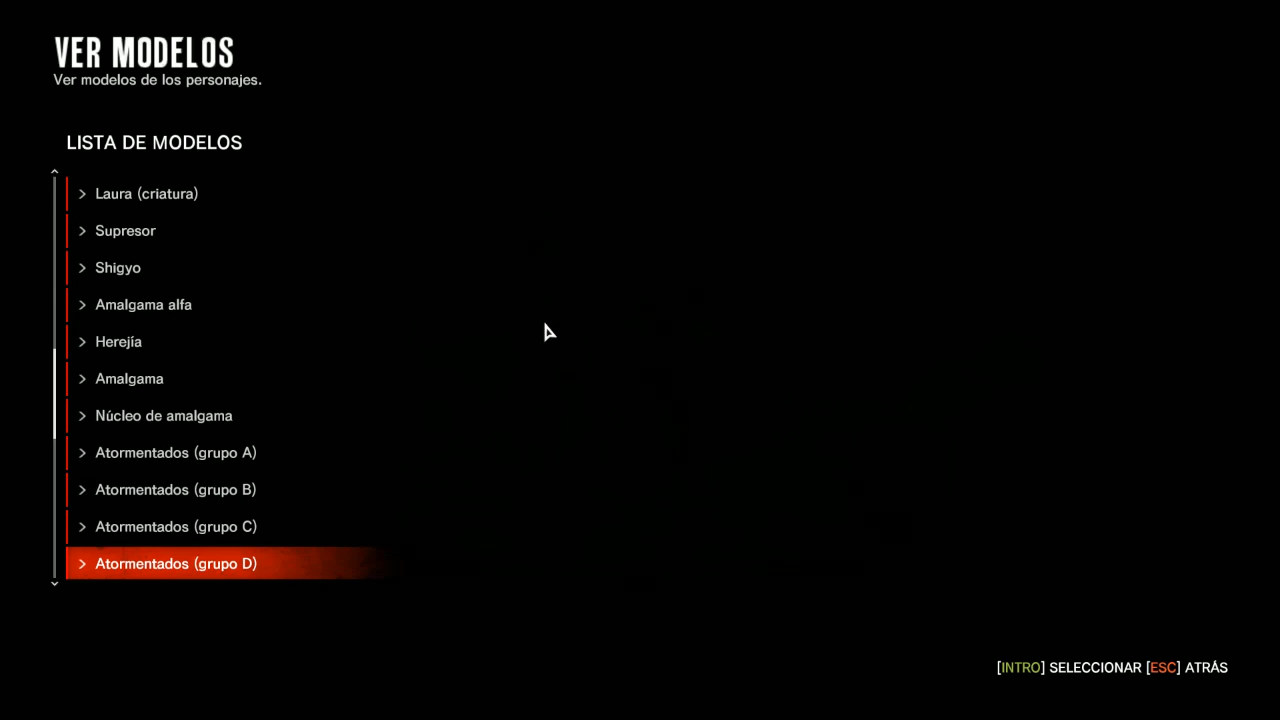 VER MODELOS
Ver modelos de los personajes.
LISTA DE MODELOS
Laura (criatura)
Supresor
Shigyo
Amalgama alfa
Herejía
Amalgama
Núcleo de amalgama
Atormentados (grupo A)
Atormentados (grupo B)
Atormentados (grupo C)
Atormentados (grupo D)
[INTRO] SELECCIONAR [ESC] ATRÁS